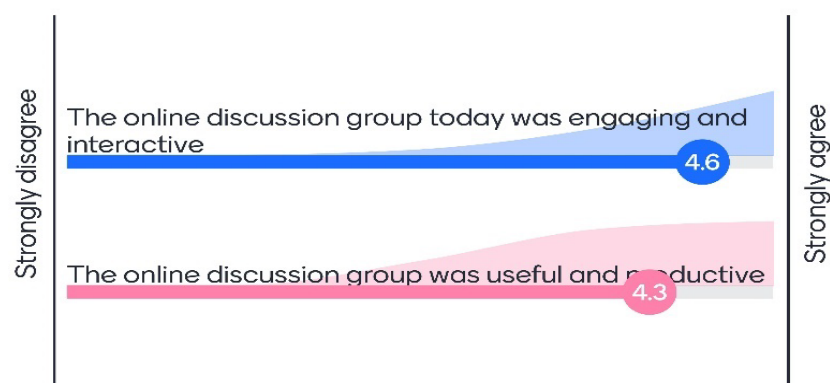 Strongly disagree
The online discussion group today was engaging and
interactive
4.6
The online discussion group was useful and productive
4.3
Strongly agree